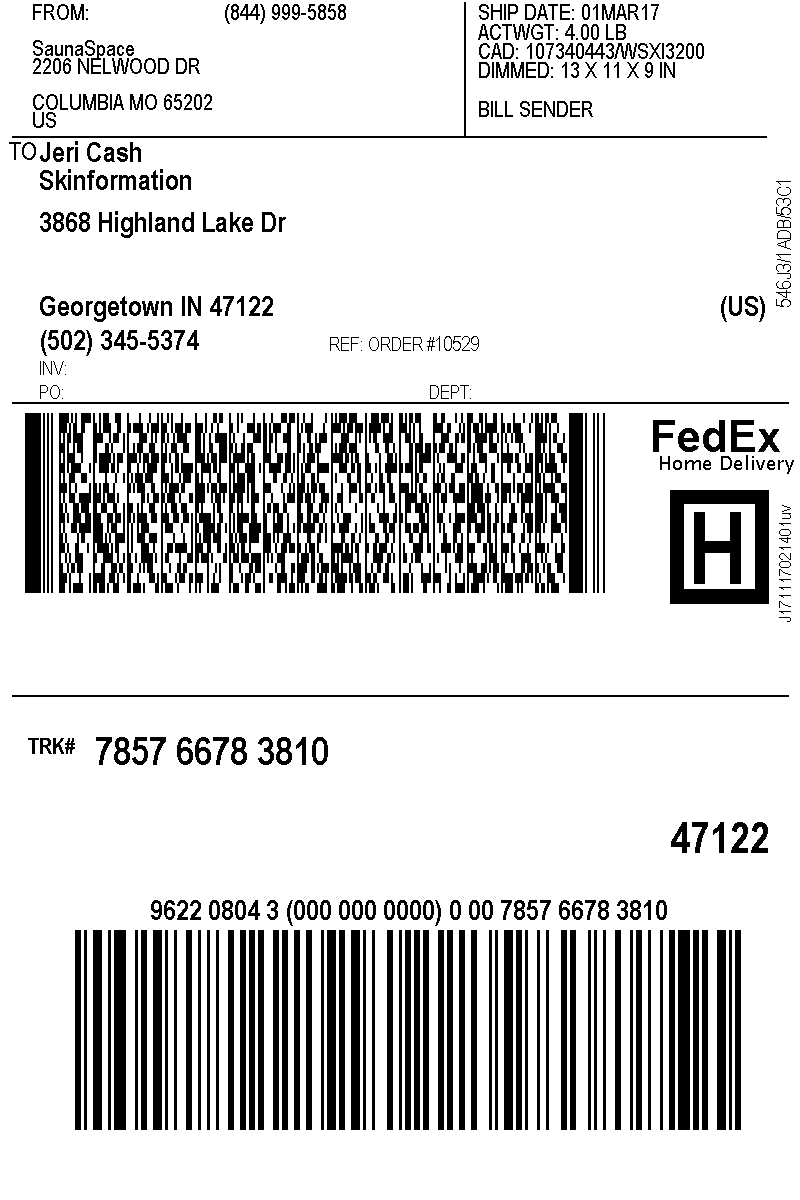 FROM: (844) 999-5858
SaunaSpace
2206 NELWOOD DR
COLUMBIA MO 65202
US
SHIP DATE: 01MAR17
ACTWGT: 4.00 LB
CAD: 107340443/WSXI3200
DIMMED: 13 X 11 X 9 IN
BILL SENDER
TO Jeri Cash
Skinformation
3868 Highland Lake Dr
Georgetown IN 47122 (US)
(502) 345-5374 REF: ORDER #10529
INV:
PO: DEPT:
546J3/1ADB/53C1
FedEx
Home Delivery
H
J171117021401uv
TRK# 7857 6678 3810
47122
9622 0804 3 (000 000 0000) 0 00 7857 6678 3810